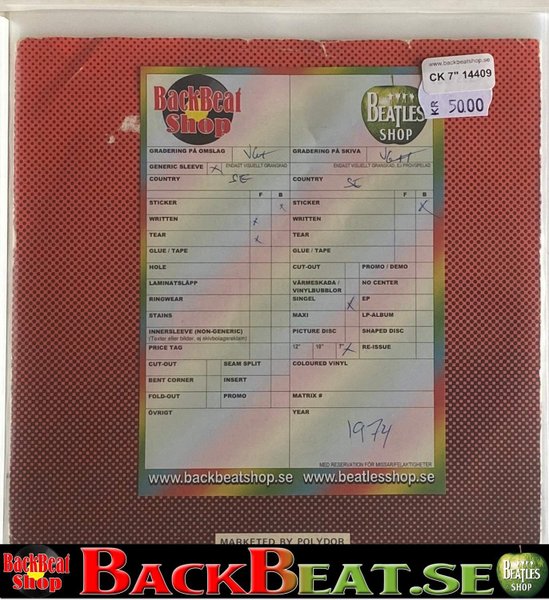 www.backbeatshop.se
CK 7" 14409
KR 50.00
BackBeat
Shop
BEATLES
SHOP
GRADERING PÅ OMSLAG VG+
GRADERING PÅ SKIVA VG++
GENERIC SLEEVE X ENDAST VISUELLT GRANSKAD
ENDAST VISUELLT GRANSKAD, EJ PROVSPELAD
COUNTRY SE
COUNTRY SE
F B
F B
STICKER x
STICKER X
WRITTEN x
WRITTEN
TEAR x
TEAR
GLUE / TAPE
GLUE / TAPE
HOLE
CUT-OUT
PROMO / DEMO
LAMINATSLÄPP
VÄRMESKADA /
VINYLBUBBLOR
NO CENTER
RINGWEAR
SINGEL X
EP
STAINS
MAXI
LP-ALBUM
INNERSLEEVE (NON-GENERIC)
(Texter eller bilder, ej skivbolagsreklam)
PICTURE DISC
SHAPED DISC
PRICE TAG
12" 10" 7" X
RE-ISSUE
CUT-OUT
SEAM SPLIT
COLOURED VINYL
BENT CORNER
INSERT
FOLD-OUT
PROMO
MATRIX #
ÖVRIGT
YEAR
1974
MED RESERVATION FÖR MISSAR/FELAKTIGHETER
www.backbeatshop.se www.beatlesshop.se
MARKETED BY POLYDOR
BackBeat
Shop
BACKBEAT.SE
BEATLES
SHOP